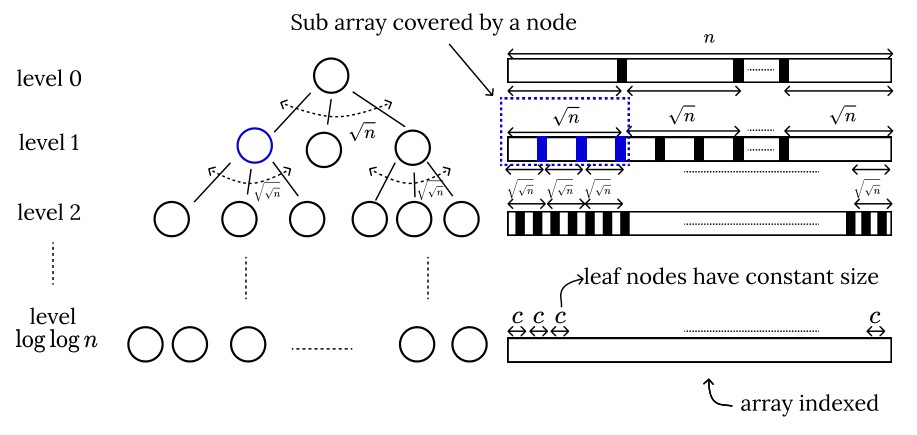 Sub array covered by a node
n
level 0
√n
level 1
√n
√n
√n
√√n
√√n
√√n
√√n
√√n
√√n
level 2
leaf nodes have constant size
level
log log n
c
c
c
c
array indexed